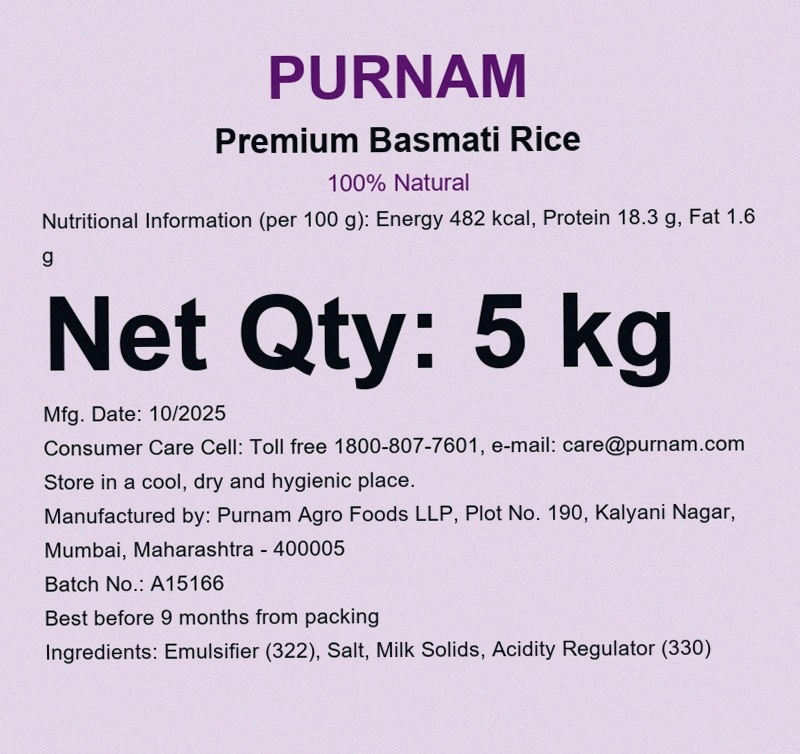 PURNAM
Premium Basmati Rice
100% Natural
Nutritional Information (per 100 g): Energy 482 kcal, Protein 18.3 g, Fat 1.6
g
Net Qty: 5 kg
Mfg. Date: 10/2025
Consumer Care Cell: Toll free 1800-807-7601, e-mail: care@purnam.com
Store in a cool, dry and hygienic place.
Manufactured by: Purnam Agro Foods LLP, Plot No. 190, Kalyani Nagar,
Mumbai, Maharashtra - 400005
Batch No.: A15166
Best before 9 months from packing
Ingredients: Emulsifier (322), Salt, Milk Solids, Acidity Regulator (330)